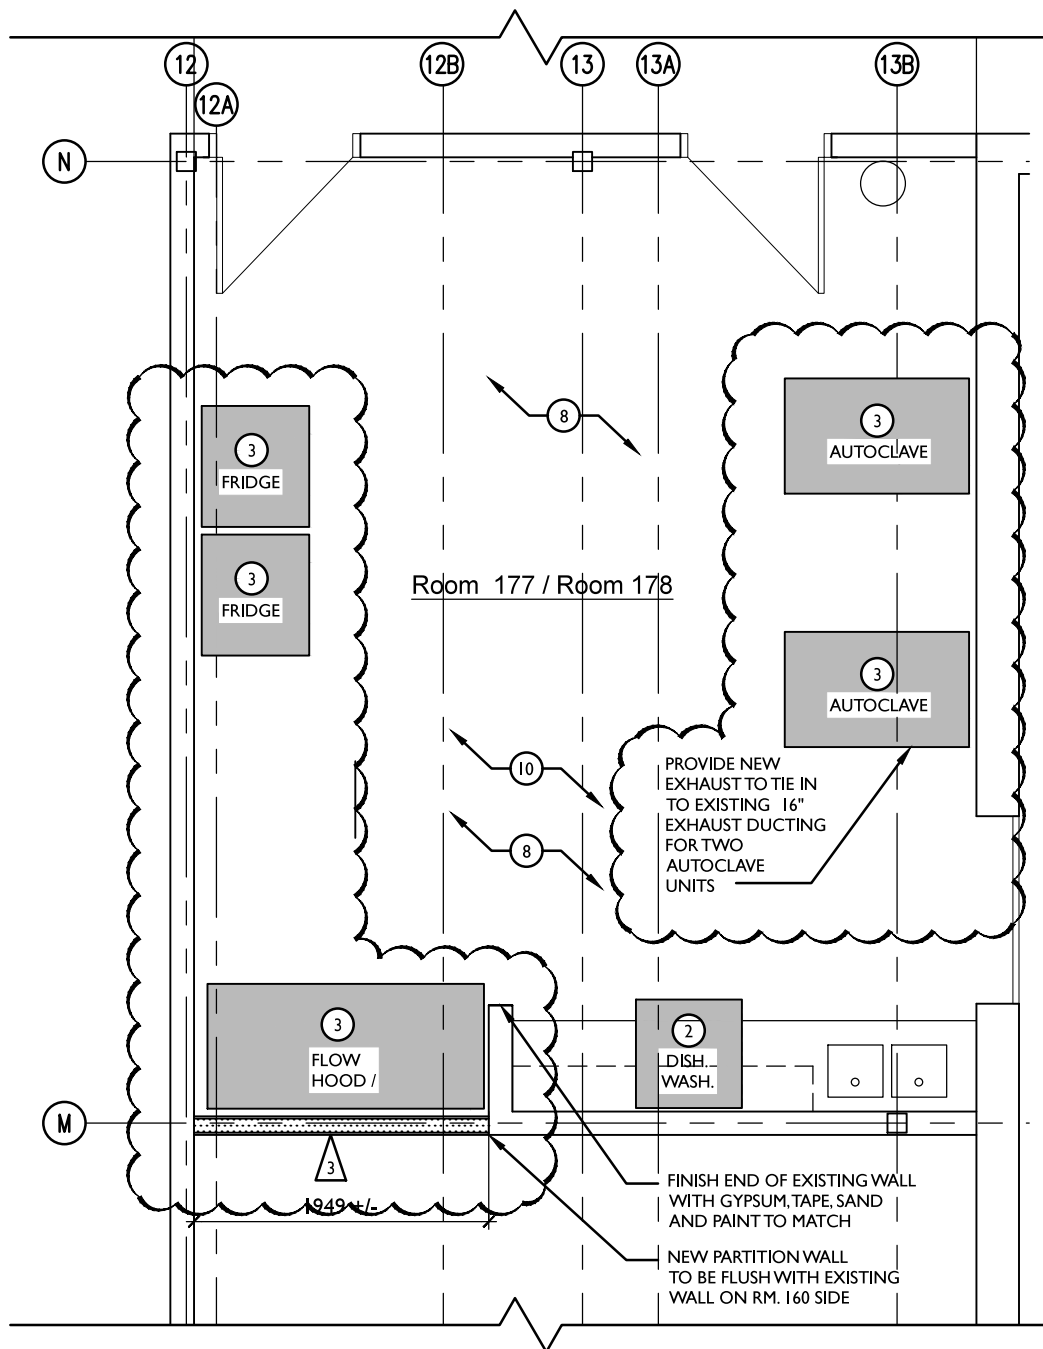 12
12B
13
13A
13B
12A
N
8
3
FRIDGE
3
AUTOCLAVE
3
FRIDGE
Room 177 / Room 178
3
AUTOCLAVE
10
8
PROVIDE NEW
EXHAUST TO TIE IN
TO EXISTING 16"
EXHAUST DUCTING
FOR TWO
AUTOCLAVE
UNITS
3
FLOW
HOOD /
2
DISH.
WASH.
M
3
1949 +/-
FINISH END OF EXISTING WALL
WITH GYPSUM, TAPE, SAND
AND PAINT TO MATCH
NEW PARTITION WALL
TO BE FLUSH WITH EXISTING
WALL ON RM. 160 SIDE